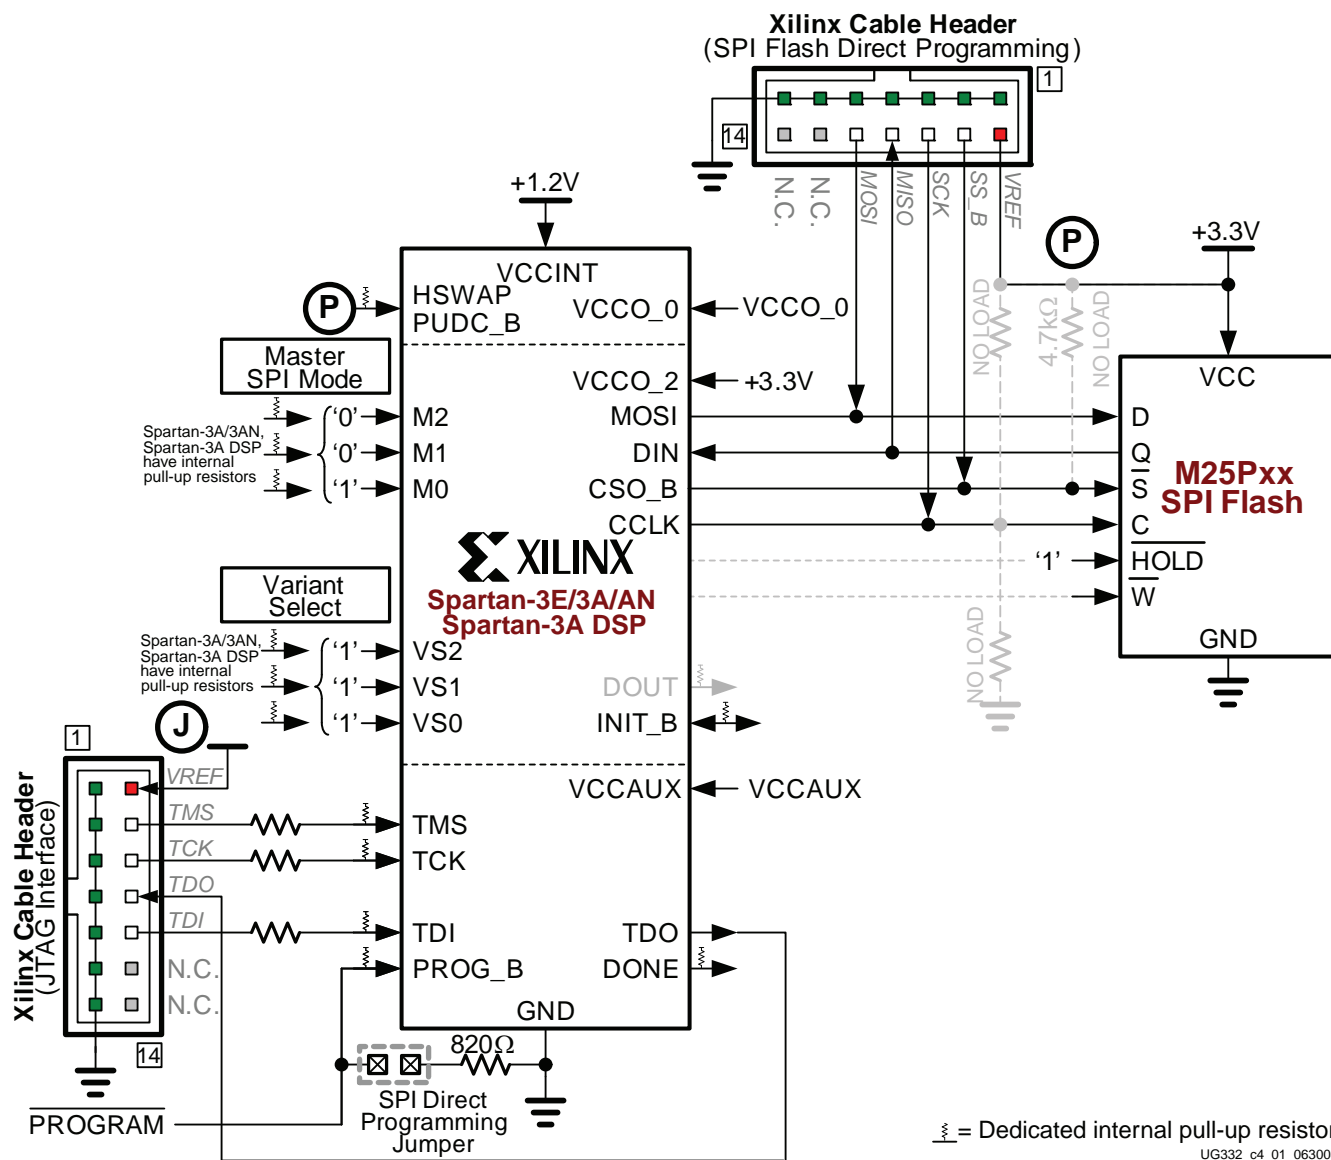 Xilinx Cable Header
(SPI Flash Direct Programming)
1
14
N.C.
N.C.
MOSI
MISO
SCK
SS_B
VREF
+1.2V
P
+3.3V
VCCINT
P
HSWAP
PUDC_B
VCCO_0
VCCO_0
NO LOAD
4.7kΩ
NO LOAD
Master
SPI Mode
VCCO_2
+3.3V
VCC
M2
'0'
MOSI
D
Spartan-3A/3AN,
Spartan-3A DSP
have internal
pull-up resistors
'0'
M1
DIN
Q
'1'
M0
CSO_B
S
M25Pxx
SPI Flash
CCLK
C
XILINX
'1'
HOLD
Variant
Select
Spartan-3E/3A/AN
Spartan-3A DSP
W
Spartan-3A/3AN,
Spartan-3A DSP
have internal
pull-up resistors
'1'
VS2
GND
'1'
VS1
DOUT
NO LOAD
'1'
VS0
INIT_B
J
1
VREF
VCCAUX
VCCAUX
TMS
TMS
TCK
TCK
TDO
TDI
TDI
TDO
N.C.
PROG_B
DONE
N.C.
Xilinx Cable Header
(JTAG Interface)
14
GND
820Ω
SPI Direct
Programming
Jumper
PROGRAM
= Dedicated internal pull-up resistor
UG332_c4_01_06300